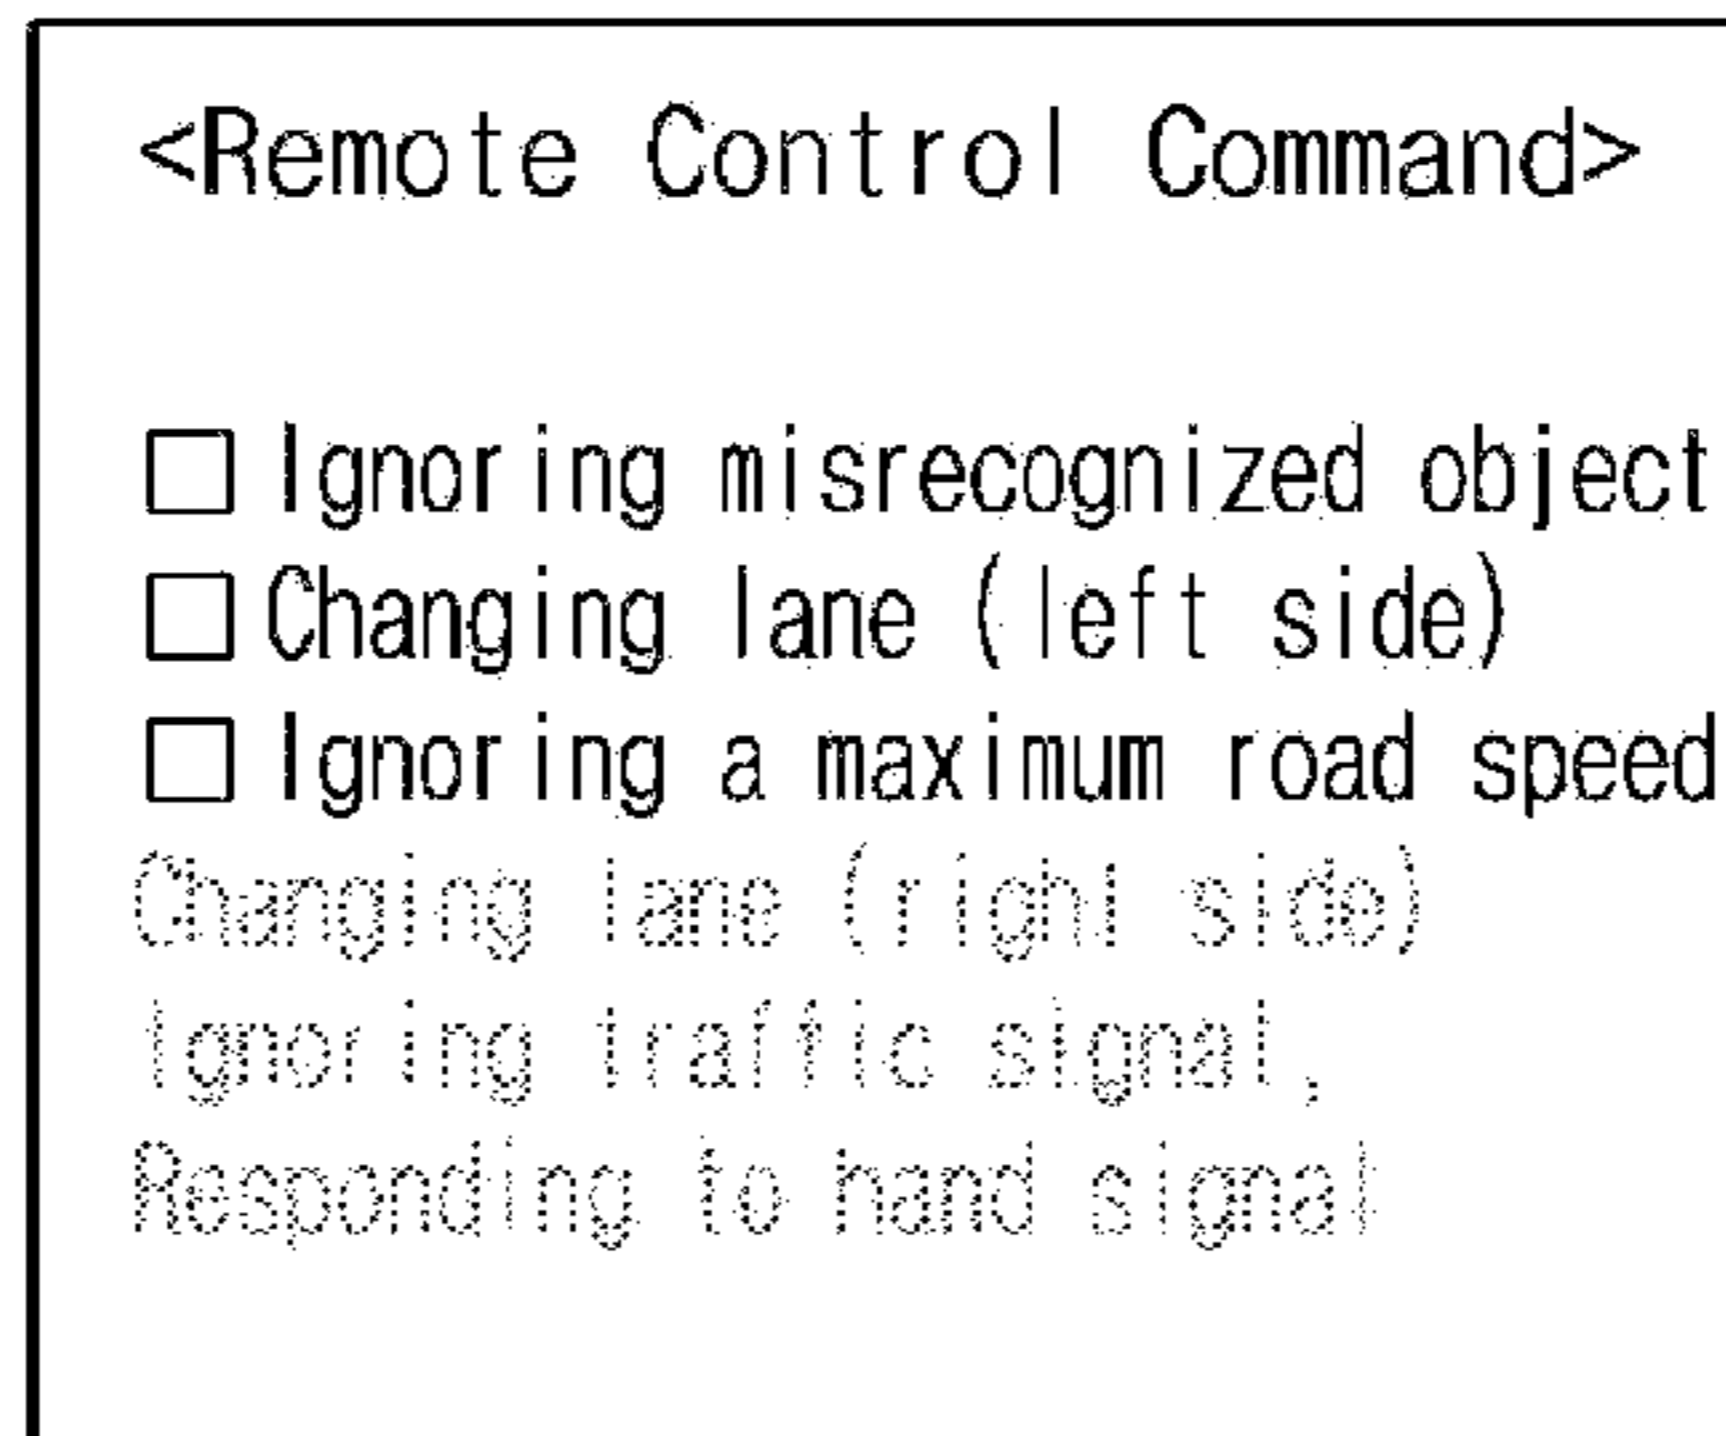 <Remote Control Command>
☐ Ignoring misrecognized object
☐ Changing lane (left side)
☐ Ignoring a maximum road speed
Changing lane (right side)
Ignoring traffic signal,
Responding to hand signal